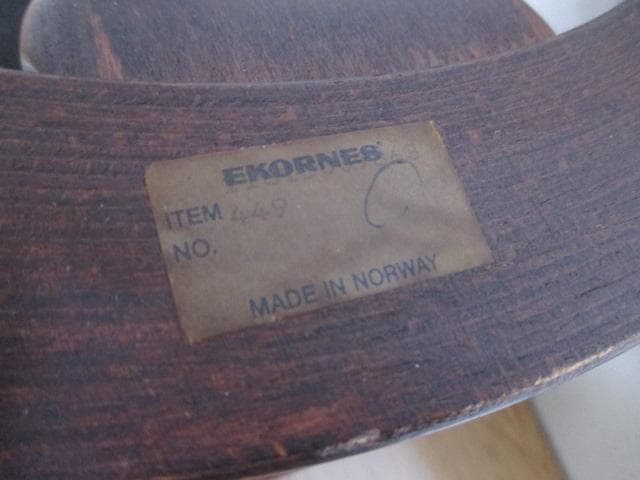 EKORNES
ITEM 449
NO.
MADE IN NORWAY